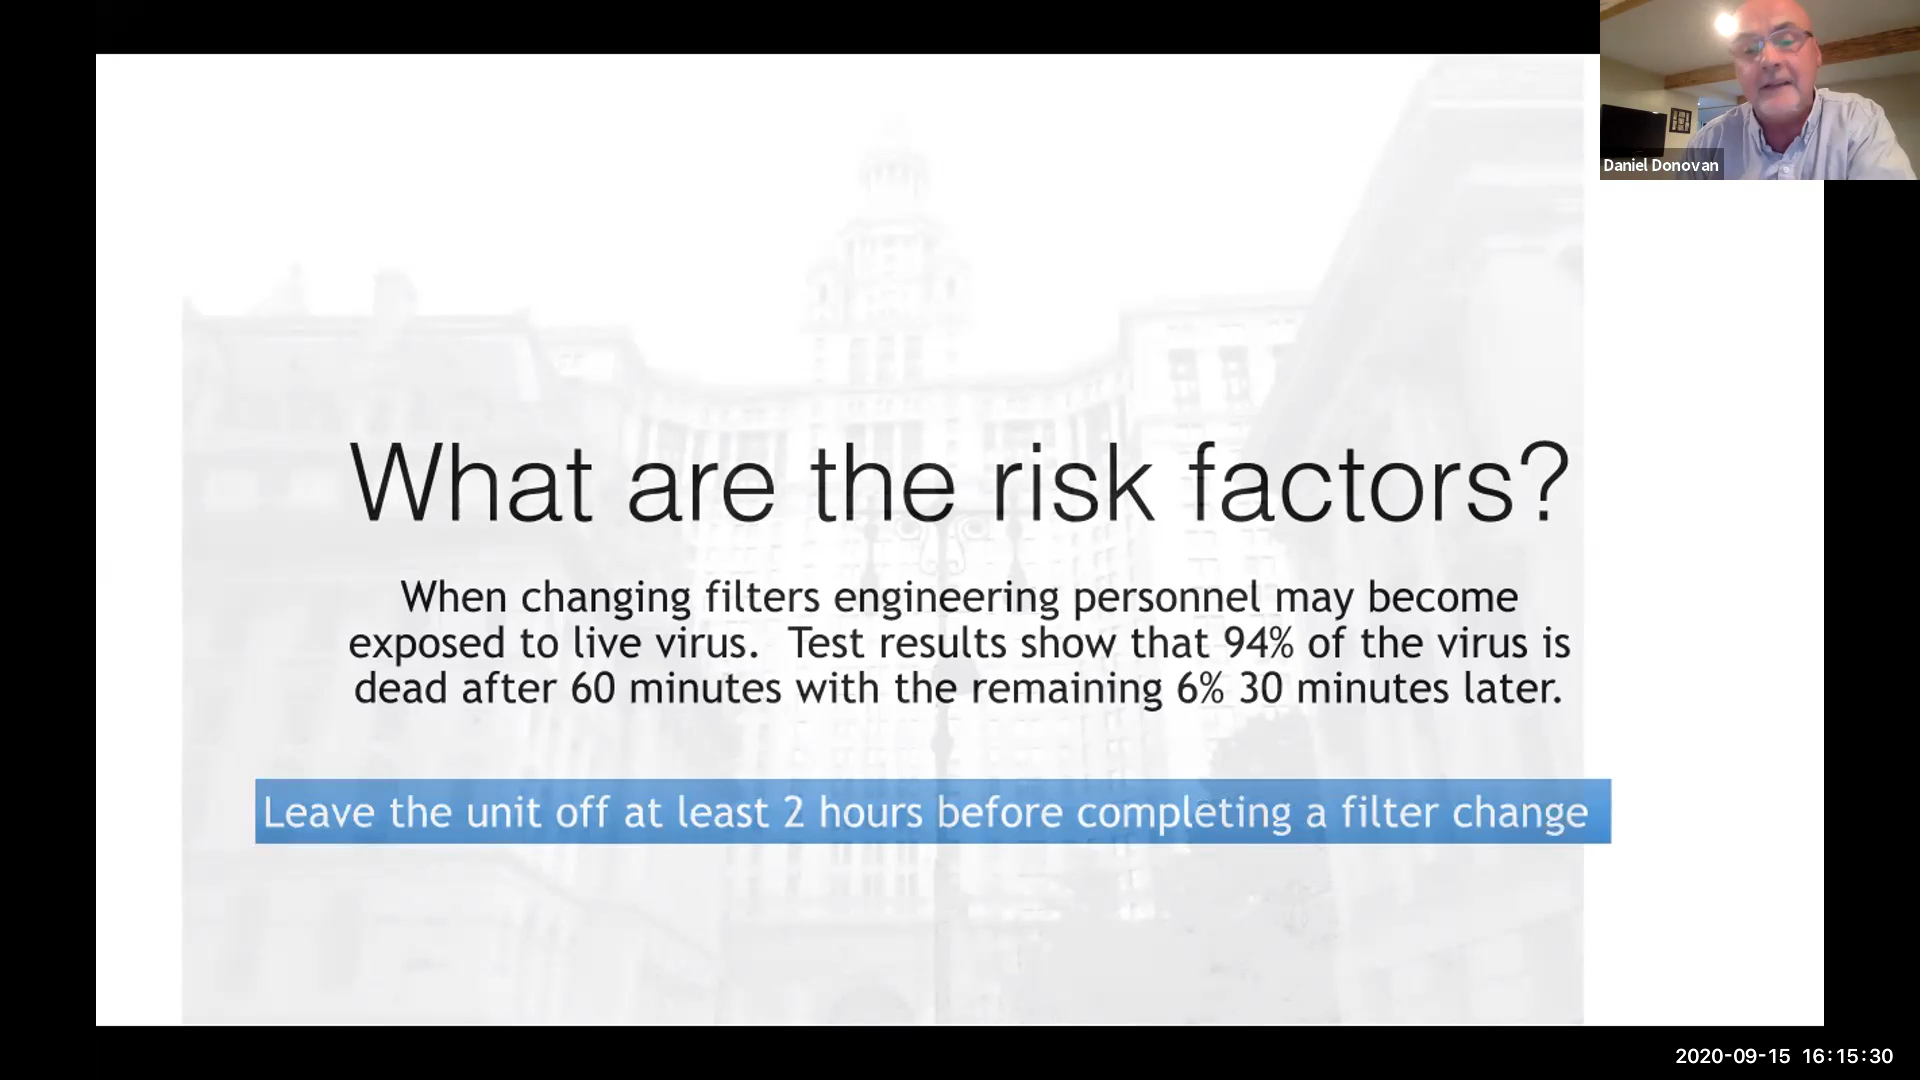 Daniel Donovan
What are the risk factors?
When changing filters engineering personnel may become
exposed to live virus.  Test results show that 94% of the virus is
dead after 60 minutes with the remaining 6% 30 minutes later.
Leave the unit off at least 2 hours before completing a filter change
2020-09-15 16:15:30